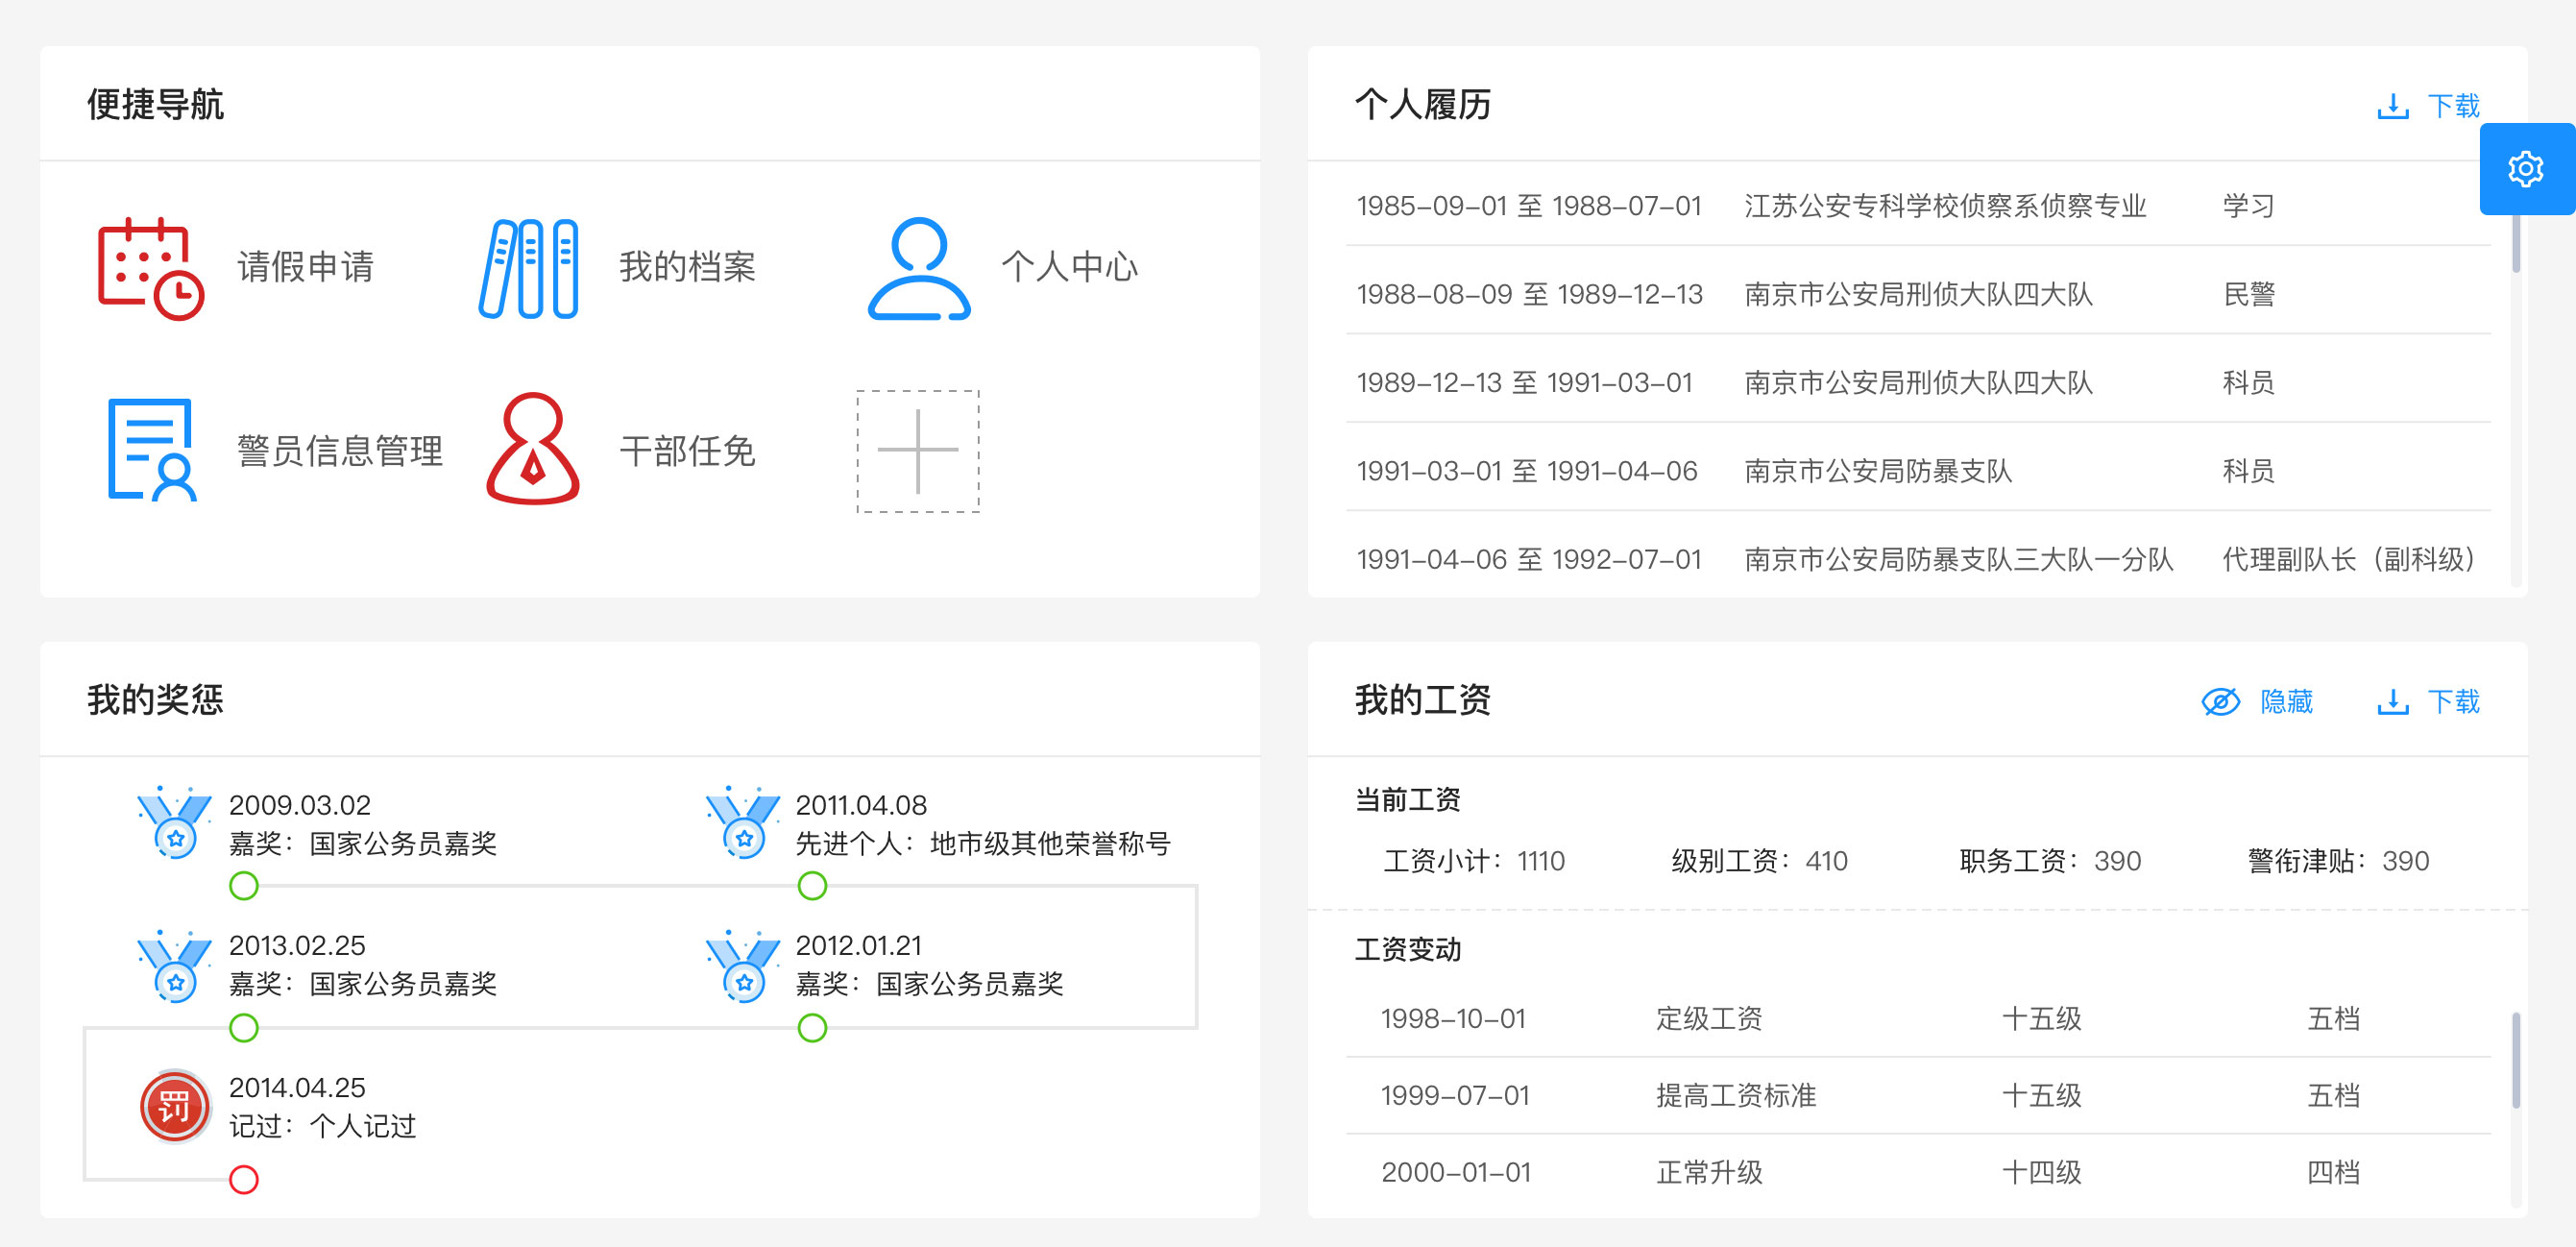 便捷导航
请假申请
我的档案
个人中心
警员信息管理
干部任免
个人履历
下载
1985-09-01 至 1988-07-01 江苏公安专科学校侦察系侦察专业 学习
1988-08-09 至 1989-12-13 南京市公安局刑侦大队四大队 民警
1989-12-13 至 1991-03-01 南京市公安局刑侦大队四大队 科员
1991-03-01 至 1991-04-06 南京市公安局防暴支队 科员
1991-04-06 至 1992-07-01 南京市公安局防暴支队三大队一分队 代理副队长（副科级）
我的奖惩
2009.03.02
嘉奖：国家公务员嘉奖
2011.04.08
先进个人：地市级其他荣誉称号
2013.02.25
嘉奖：国家公务员嘉奖
2012.01.21
嘉奖：国家公务员嘉奖
罚
2014.04.25
记过：个人记过
我的工资
隐藏
下载
当前工资
工资小计：1110 级别工资：410 职务工资：390 警衔津贴：390
工资变动
1998-10-01 定级工资 十五级 五档
1999-07-01 提高工资标准 十五级 五档
2000-01-01 正常升级 十四级 四档